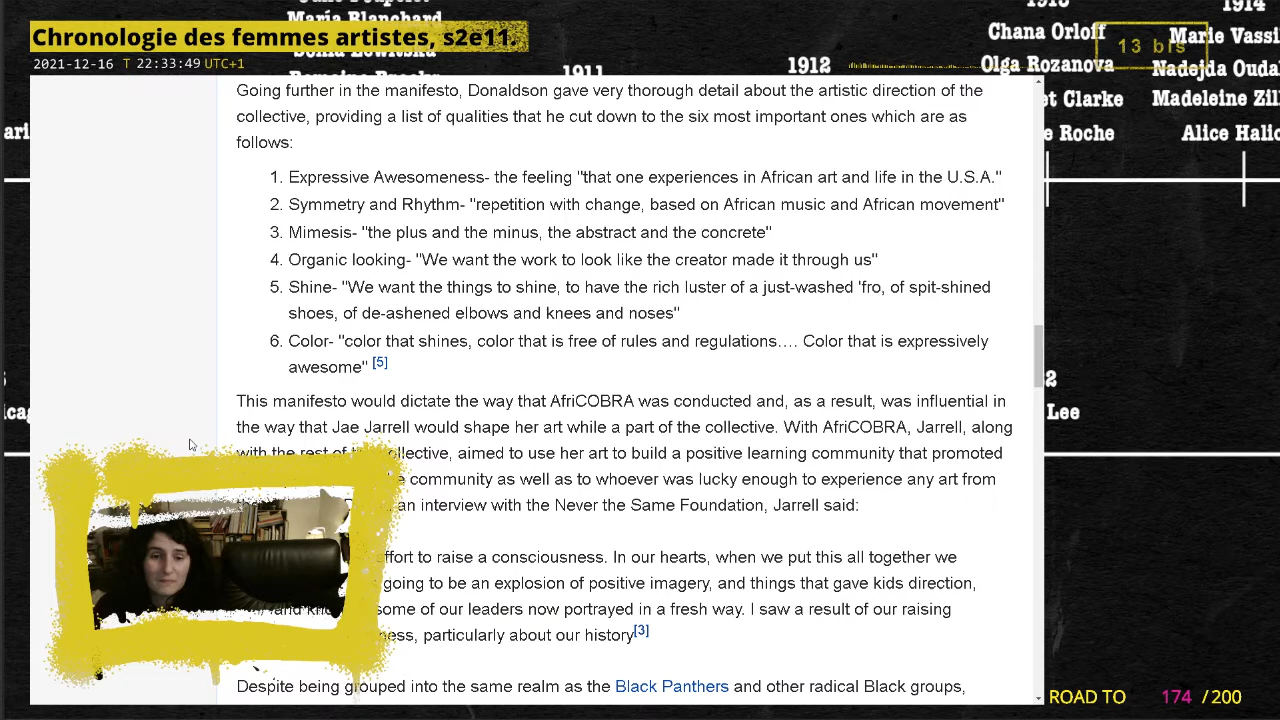 María Blanchard
Chronologie des femmes artistes, s2e11.
2021-12-16 T 22:33:49 UTC+1
1911
1912
1914
Chana Orloff
Olga Rozanova
13 bis
Marie Vassil
Nadejda Ouda
Clarke
Madeleine Zill
Roche
Alice Halic
Lee
Going further in the manifesto, Donaldson gave very thorough detail about the artistic direction of the
collective, providing a list of qualities that he cut down to the six most important ones which are as
follows:
1. Expressive Awesomeness- the feeling "that one experiences in African art and life in the U.S.A."
2. Symmetry and Rhythm- "repetition with change, based on African music and African movement"
3. Mimesis- "the plus and the minus, the abstract and the concrete"
4. Organic looking- "We want the work to look like the creator made it through us"
5. Shine- "We want the things to shine, to have the rich luster of a just-washed 'fro, of spit-shined
shoes, of de-ashened elbows and knees and noses"
6. Color- "color that shines, color that is free of rules and regulations…. Color that is expressively
awesome" [5]
This manifesto would dictate the way that AfriCOBRA was conducted and, as a result, was influential in
the way that Jae Jarrell would shape her art while a part of the collective. With AfriCOBRA, Jarrell, along
with the rest of collective, aimed to use her art to build a positive learning community that promoted
community as well as to whoever was lucky enough to experience any art from
an interview with the Never the Same Foundation, Jarrell said:
effort to raise a consciousness. In our hearts, when we put this all together we
going to be an explosion of positive imagery, and things that gave kids direction,
some of our leaders now portrayed in a fresh way. I saw a result of our raising
ness, particularly about our history[3]
Despite being grouped into the same realm as the Black Panthers and other radical Black groups,
ROAD TO 174 / 200